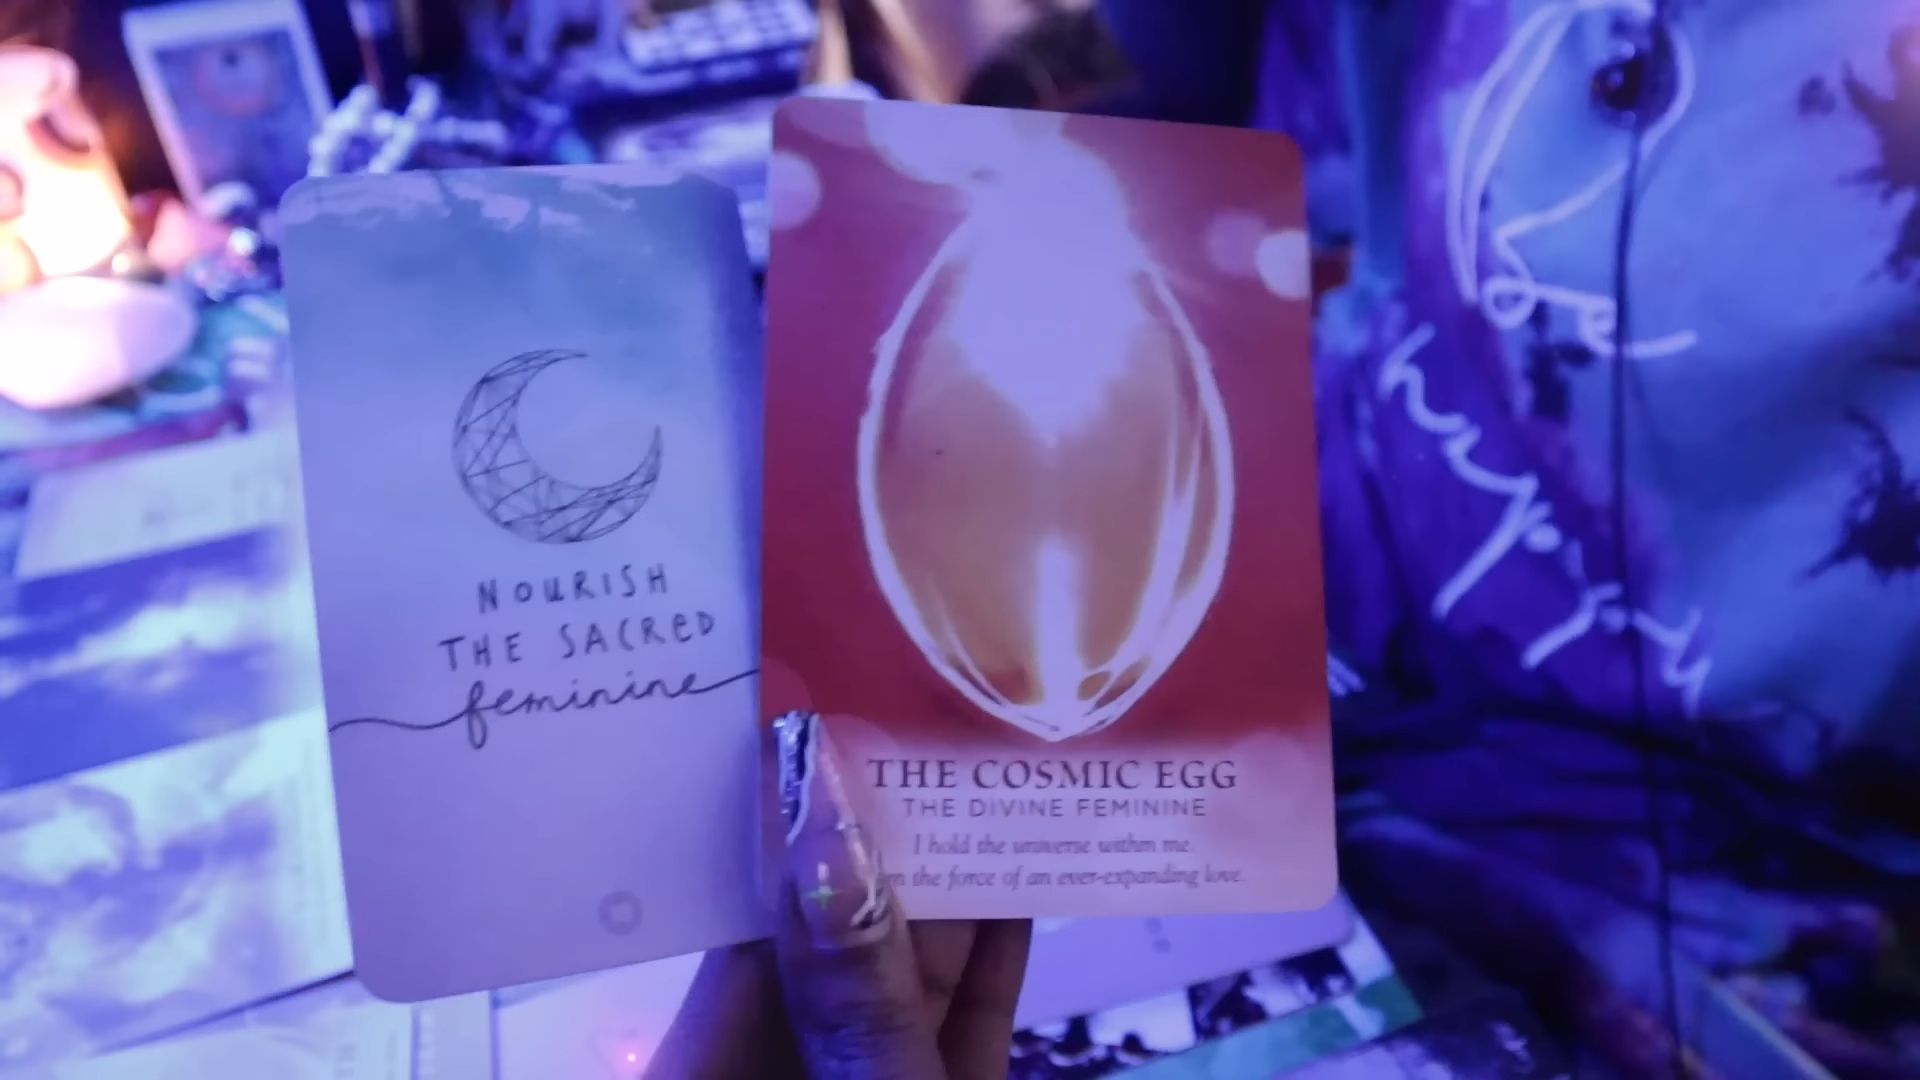 NOURISH
THE SACRED
feminine
THE COSMIC EGG
THE DIVINE FEMININE
I hold the universe within me.
the force of an ever-expanding love.